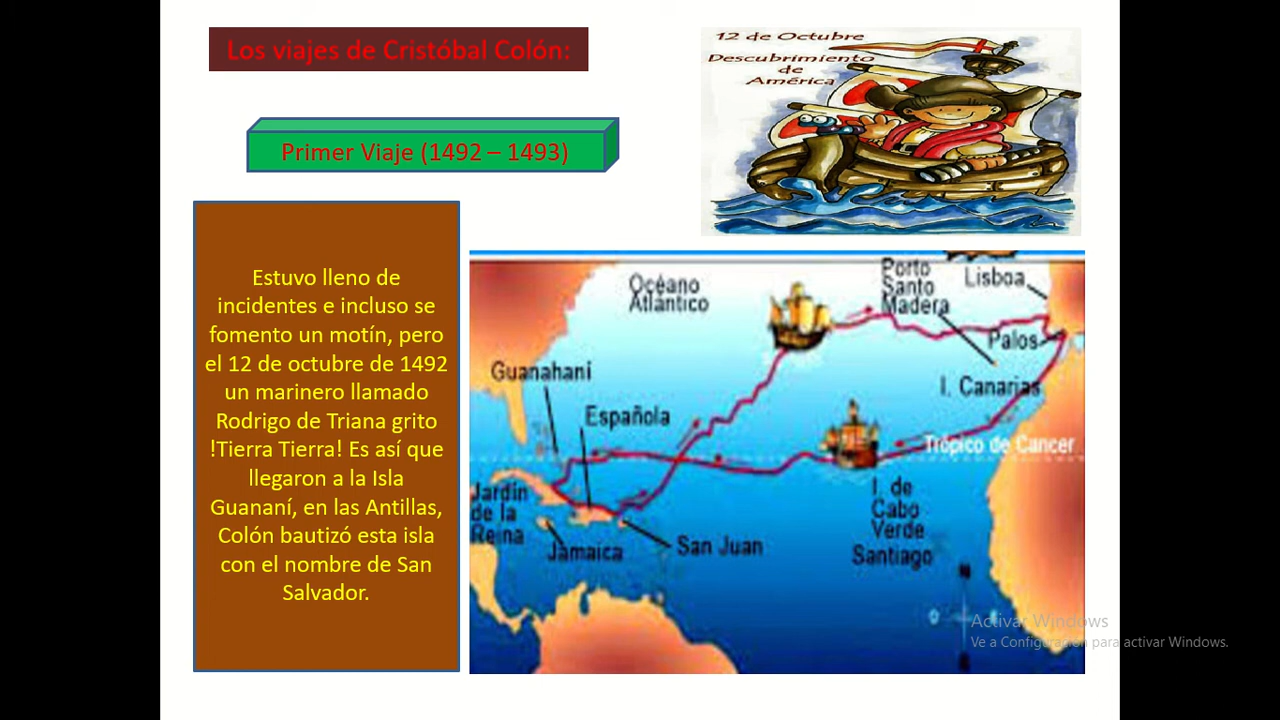 Los viajes de Cristóbal Colón:
12 de Octubre
Descubrimiento
de
América
Primer Viaje (1492 – 1493)
Estuvo lleno de
incidentes e incluso se
fomento un motín, pero
el 12 de octubre de 1492
un marinero llamado
Rodrigo de Triana grito
!Tierra Tierra! Es así que
llegaron a la Isla
Guananí, en las Antillas,
Colón bautizó esta isla
con el nombre de San
Salvador.
Océano
Atlántico
Porto
Santo
Madera
Lisboa
Palos
Guanahaní
I. Canarias
Española
Trópico de Cancer
Jardín
de la
Reina
I. de
Cabo
Verde
Santiago
Jamaica
San Juan
N
Activar Windows
Ve a Configuración para activar Windows.